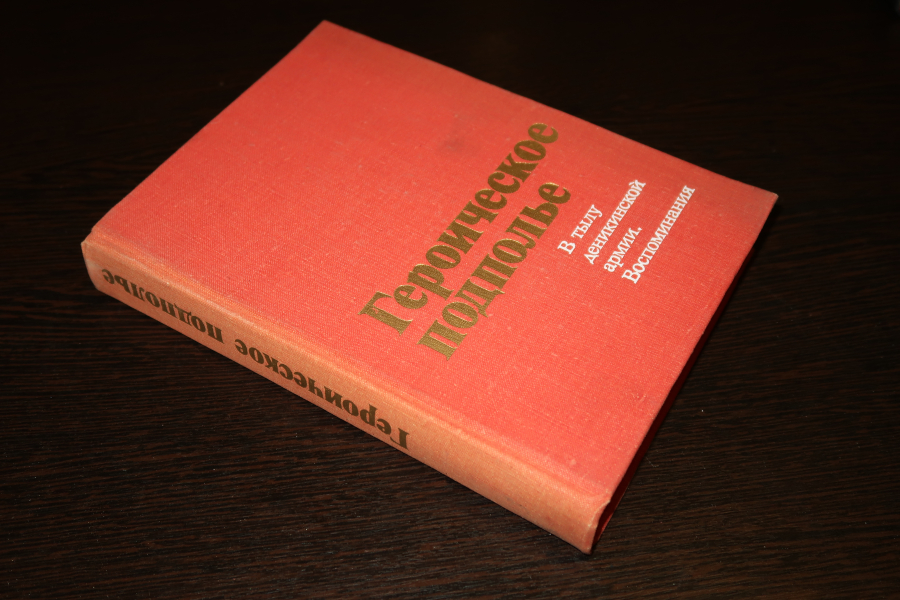 Героическое
подполье
В тылу
деникинской
армии.
Воспоминания
Героическое подполье